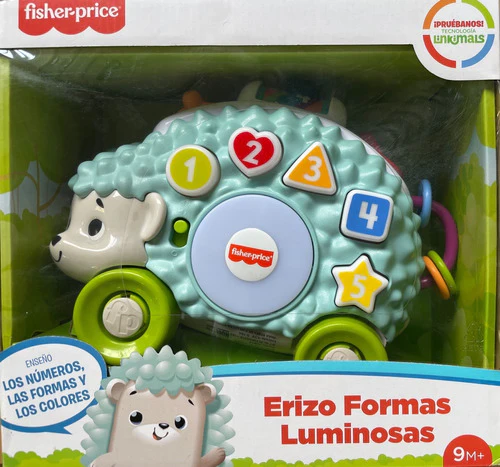 fisher-price
¡PRUÉBANOS!
TECNOLOGÍA
LiNKiMALS
1
2
3
4
5
fisher-price
ENSEÑO
LOS NÚMEROS,
LAS FORMAS Y
LOS COLORES
Erizo Formas
Luminosas
9M+